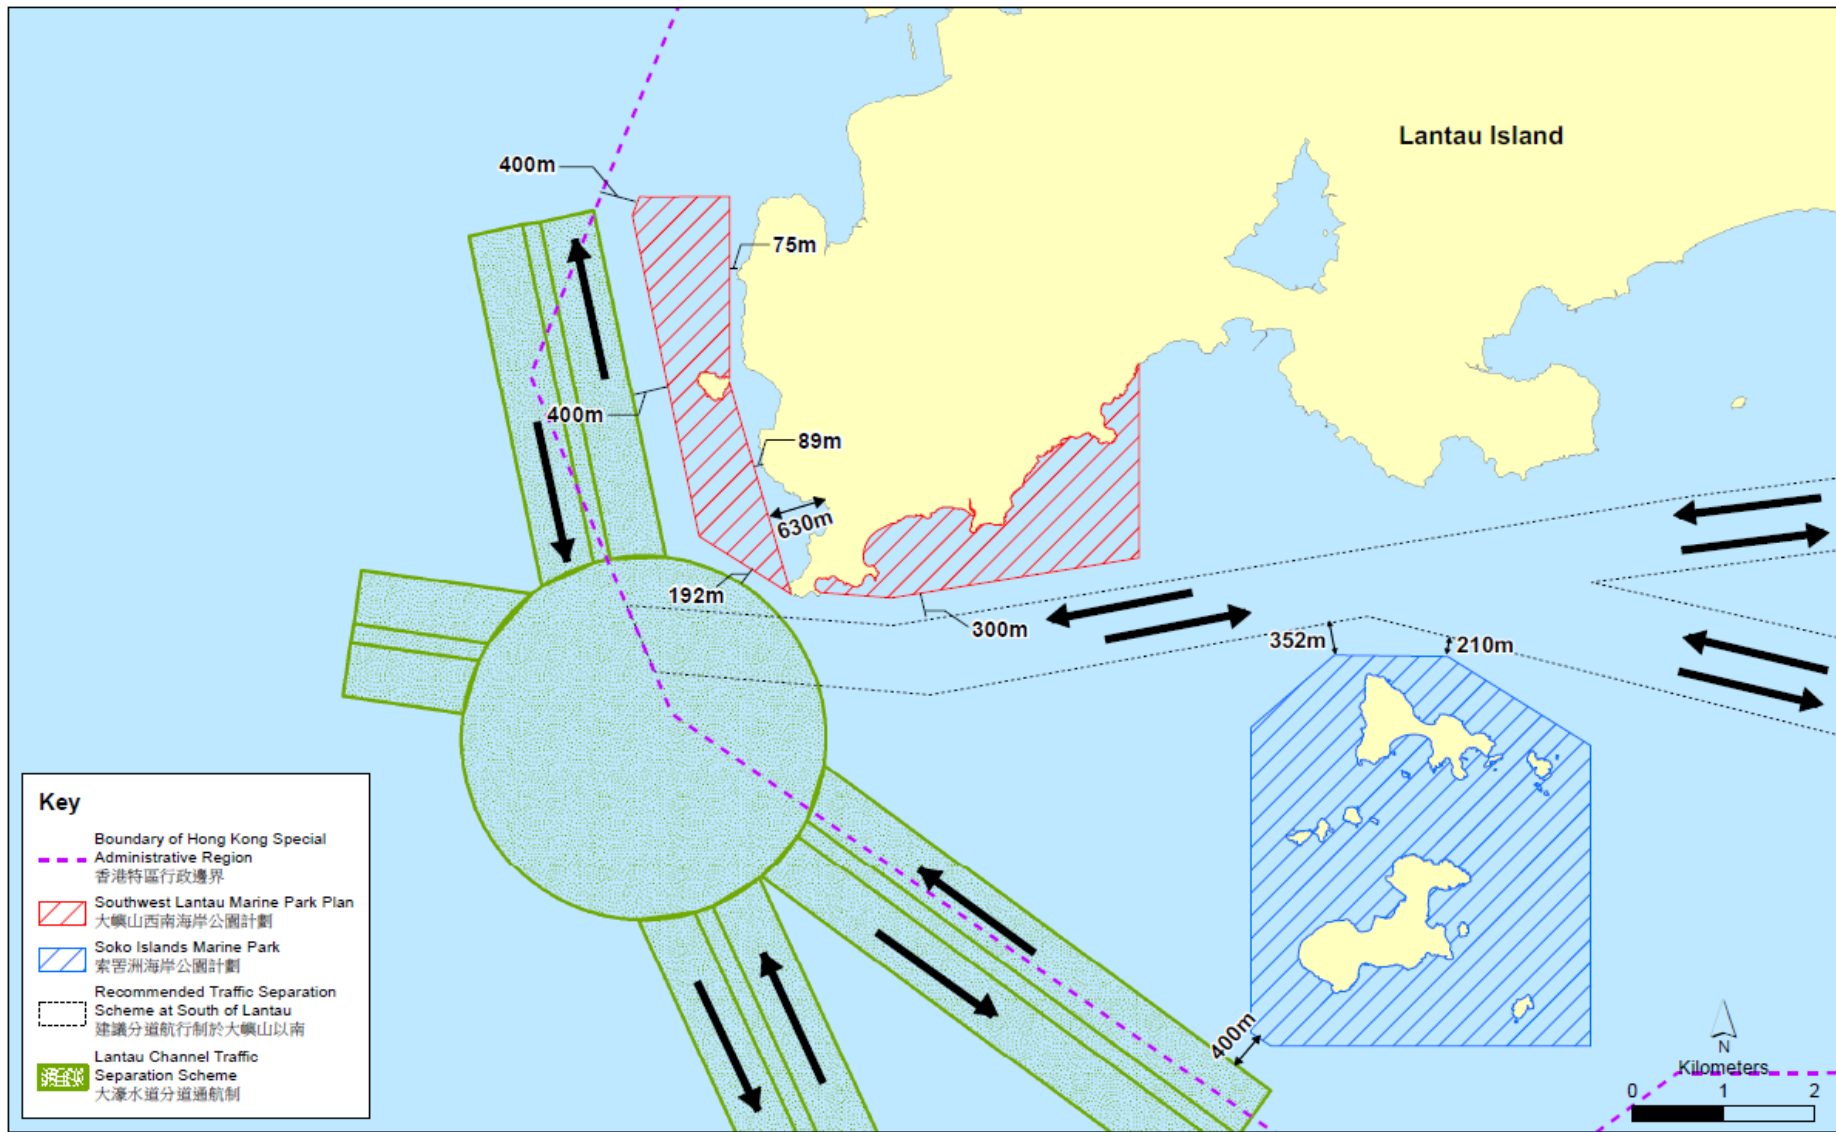 Lantau Island
400m
75m
400m
89m
630m
192m
300m
352m
210m
400m
Key
Boundary of Hong Kong Special
Administrative Region
香港特區行政邊界
Southwest Lantau Marine Park Plan
大嶼山西南海岸公園計劃
Soko Islands Marine Park
索罟洲海岸公園計劃
Recommended Traffic Separation
Scheme at South of Lantau
建議分道航行制於大嶼山以南
Lantau Channel Traffic
Separation Scheme
大濠水道分道通航制
N
Kilometers
0 1 2